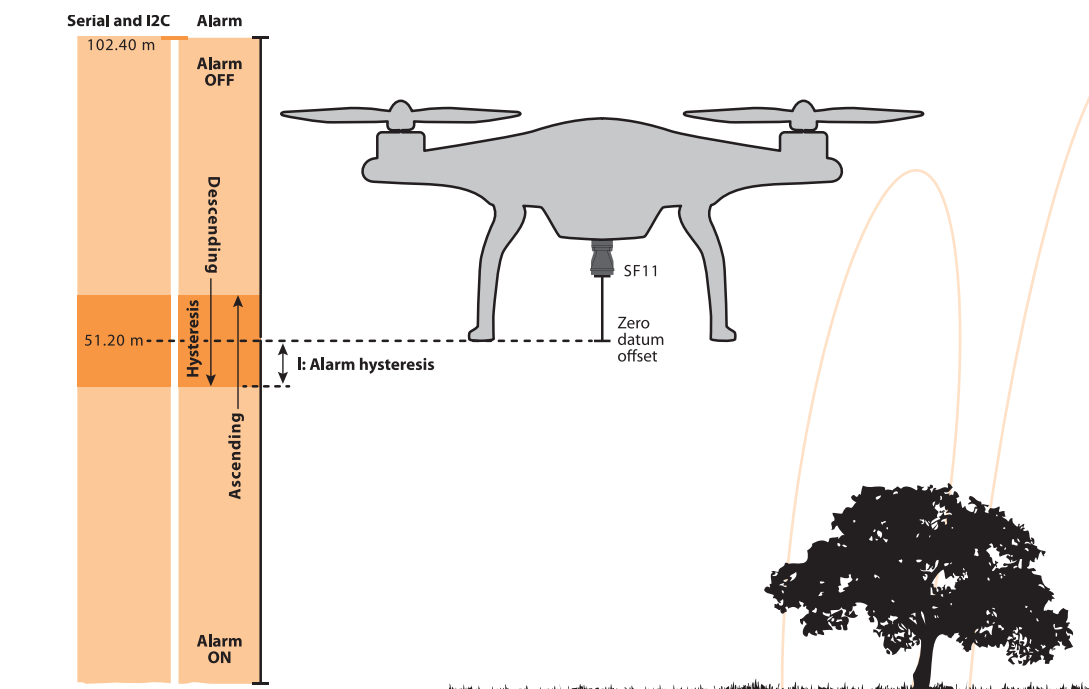 Serial and I2C
Alarm
102.40 m
Alarm
OFF
Descending
SF11
Hysteresis
51.20 m
Zero
datum
offset
I: Alarm hysteresis
Ascending
Alarm
ON